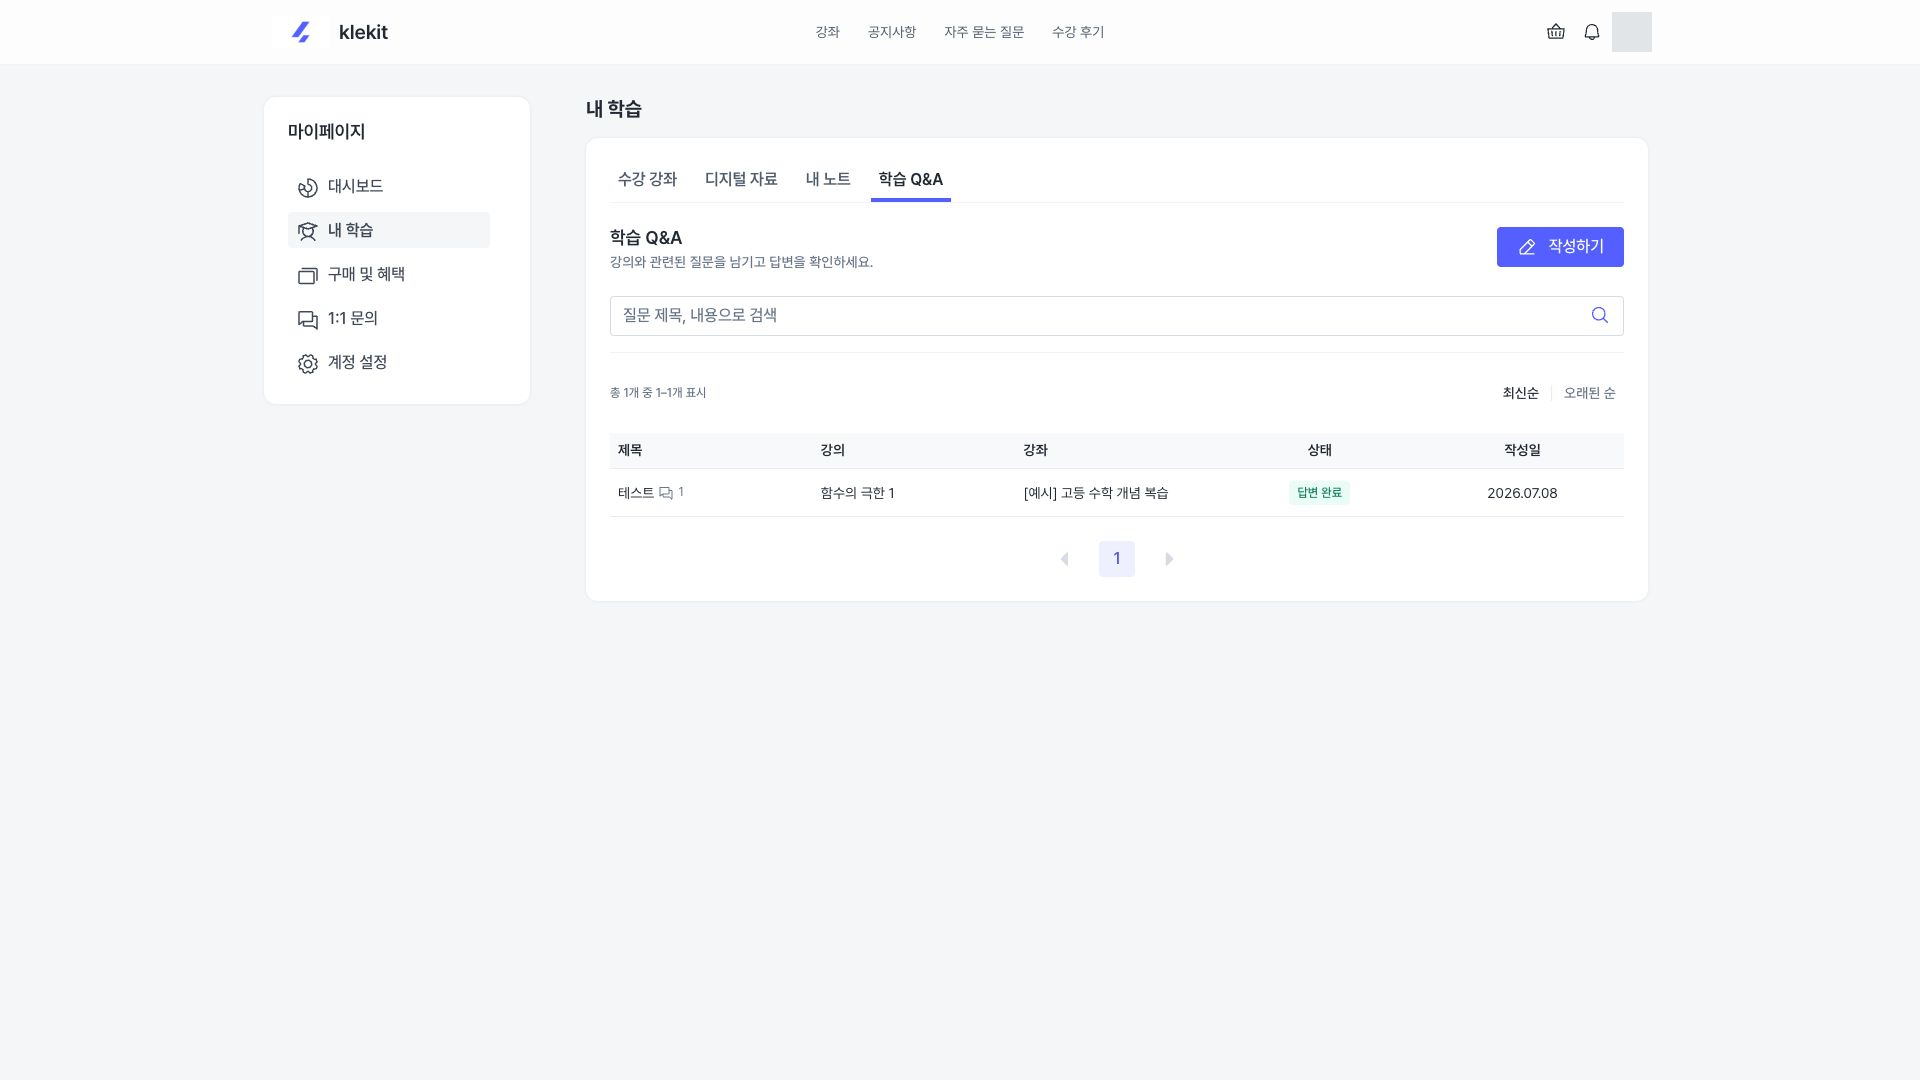 klekit
강좌 공지사항 자주 묻는 질문 수강 후기
마이페이지
대시보드
내 학습
구매 및 혜택
1:1 문의
계정 설정
내 학습
수강 강좌 디지털 자료 내 노트 학습 Q&A
학습 Q&A
강의와 관련된 질문을 남기고 답변을 확인하세요.
작성하기
질문 제목, 내용으로 검색
총 1개 중 1–1개 표시
최신순 오래된 순
제목 강의 강좌 상태 작성일
테스트 1 함수의 극한 1 [예시] 고등 수학 개념 복습 답변 완료 2026.07.08
1